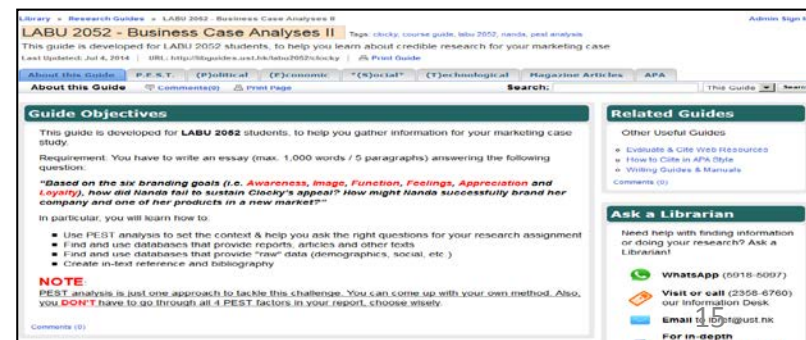 Library » Research Guides » LABU 2052 - Business Case Analyses II
Admin Sign
LABU 2052 - Business Case Analyses II Tags: clocky, course guide, labu 2052, nanda, pest analysis
This guide is developed for LABU 2052 students, to help you learn about credible research for your marketing case
Last Updated: Jul 4, 2014 | URL: http://libguides.ust.hk/labu2052/clocky | Print Guide
About this Guide P.E.S.T. (P)olitical (E)conomic "(S)ocial" (T)echnological Magazine Articles APA
About this Guide Comments(0) Print Page Search: This Guide Search
Guide Objectives
This guide is developed for LABU 2052 students, to help you gather information for your marketing case
study.
Requirement: You have to write an essay (max. 1,000 words / 5 paragraphs) answering the following
question:
"Based on the six branding goals (i.e. Awareness, Image, Function, Feelings, Appreciation and
Loyalty), how did Nanda fail to sustain Clocky's appeal? How might Nanda successfully brand her
company and one of her products in a new market?"
In particular, you will learn how to:
Use PEST analysis to set the context & help you ask the right questions for your research assignment
Find and use databases that provide reports, articles and other texts
Find and use databases that provide "raw" data (demographics, social, etc.)
Create in-text reference and bibliography
NOTE:
PEST analysis is just one approach to tackle this challenge. You can come up with your own method. Also,
you DON'T have to go through all 4 PEST factors in your report, choose wisely.
Comments (0)
Related Guides
Other Useful Guides
Evaluate & Cite Web Resources
How to Cite in APA Style
Writing Guides & Manuals
Comments (0)
Ask a Librarian
Need help with finding information
or doing your research? Ask a
Librarian!
WhatsApp (5918-5097)
Visit or call (2358-6760)
our Information Desk
Email to libref@ust.hk
For in-depth
15